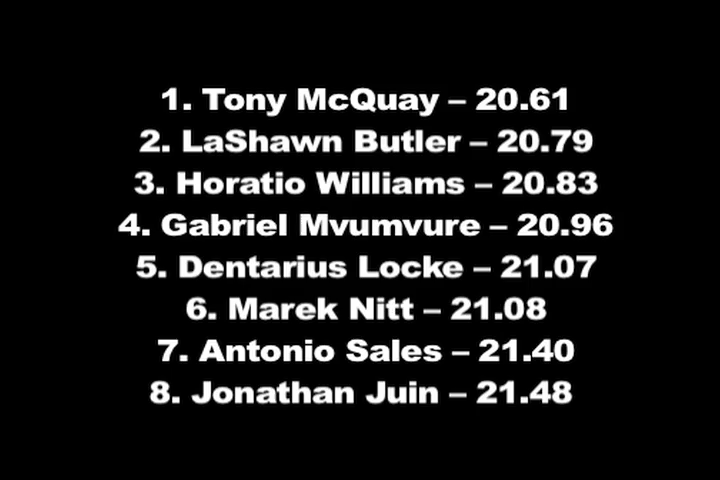 1. Tony McQuay – 20.61
2. LaShawn Butler – 20.79
3. Horatio Williams – 20.83
4. Gabriel Mvumvure – 20.96
5. Dentarius Locke – 21.07
6. Marek Nitt – 21.08
7. Antonio Sales – 21.40
8. Jonathan Juin – 21.48